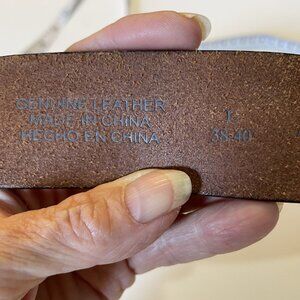 GENUINE LEATHER
MADE IN CHINA
HECHO EN CHINA
L
38-40